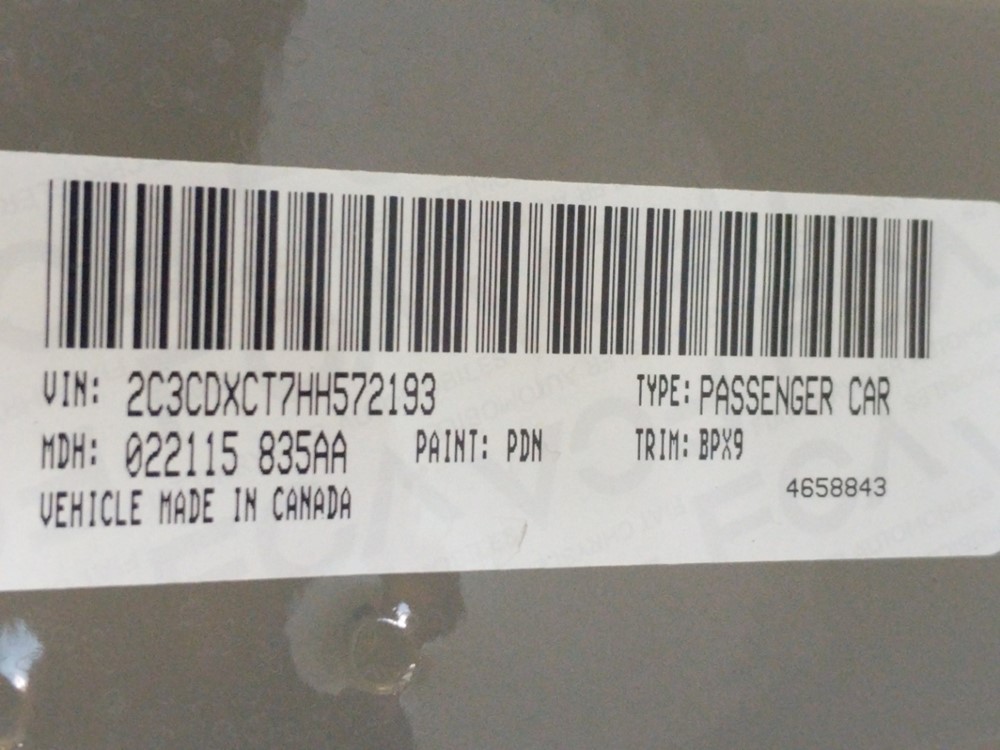 VIN: 2C3CDXCT7HH572193 TYPE: PASSENGER CAR
MDH: 022115 835AA PAINT: PDN TRIM: BPX9
VEHICLE MADE IN CANADA 4658843